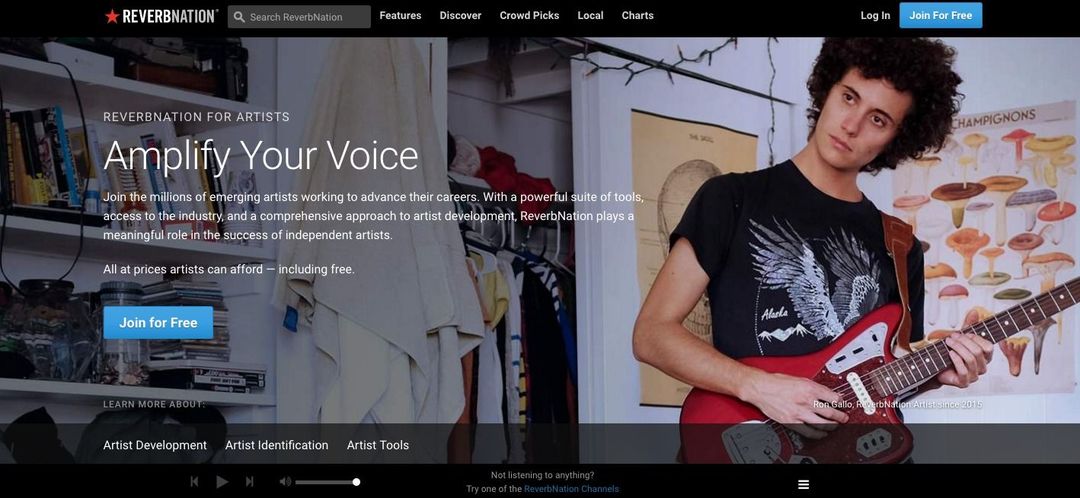 REVERBNATION
Search ReverbNation
Features Discover Crowd Picks Local Charts
Log In
Join For Free
REVERBNATION FOR ARTISTS
Amplify Your Voice
Join the millions of emerging artists working to advance their careers. With a powerful suite of tools,
access to the industry, and a comprehensive approach to artist development, ReverbNation plays a
meaningful role in the success of independent artists.
All at prices artists can afford — including free.
Join for Free
CHAMPIGNONS
Alaska
LEARN MORE ABOUT:
Ron Gallo, ReverbNation Artist since 2015
Artist Development Artist Identification Artist Tools
Not listening to anything?
Try one of the ReverbNation Channels